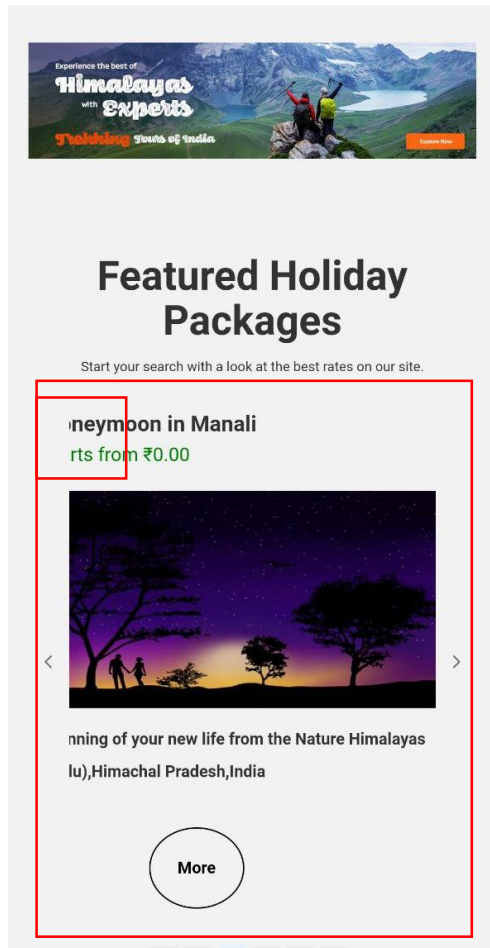 Experience the best of
Himalayas
with Experts
Trekking Tours of India
Explore Now
Featured Holiday
Packages
Start your search with a look at the best rates on our site.
neymoon in Manali
rts from ₹0.00
nning of your new life from the Nature Himalayas
lu),Himachal Pradesh,India
More